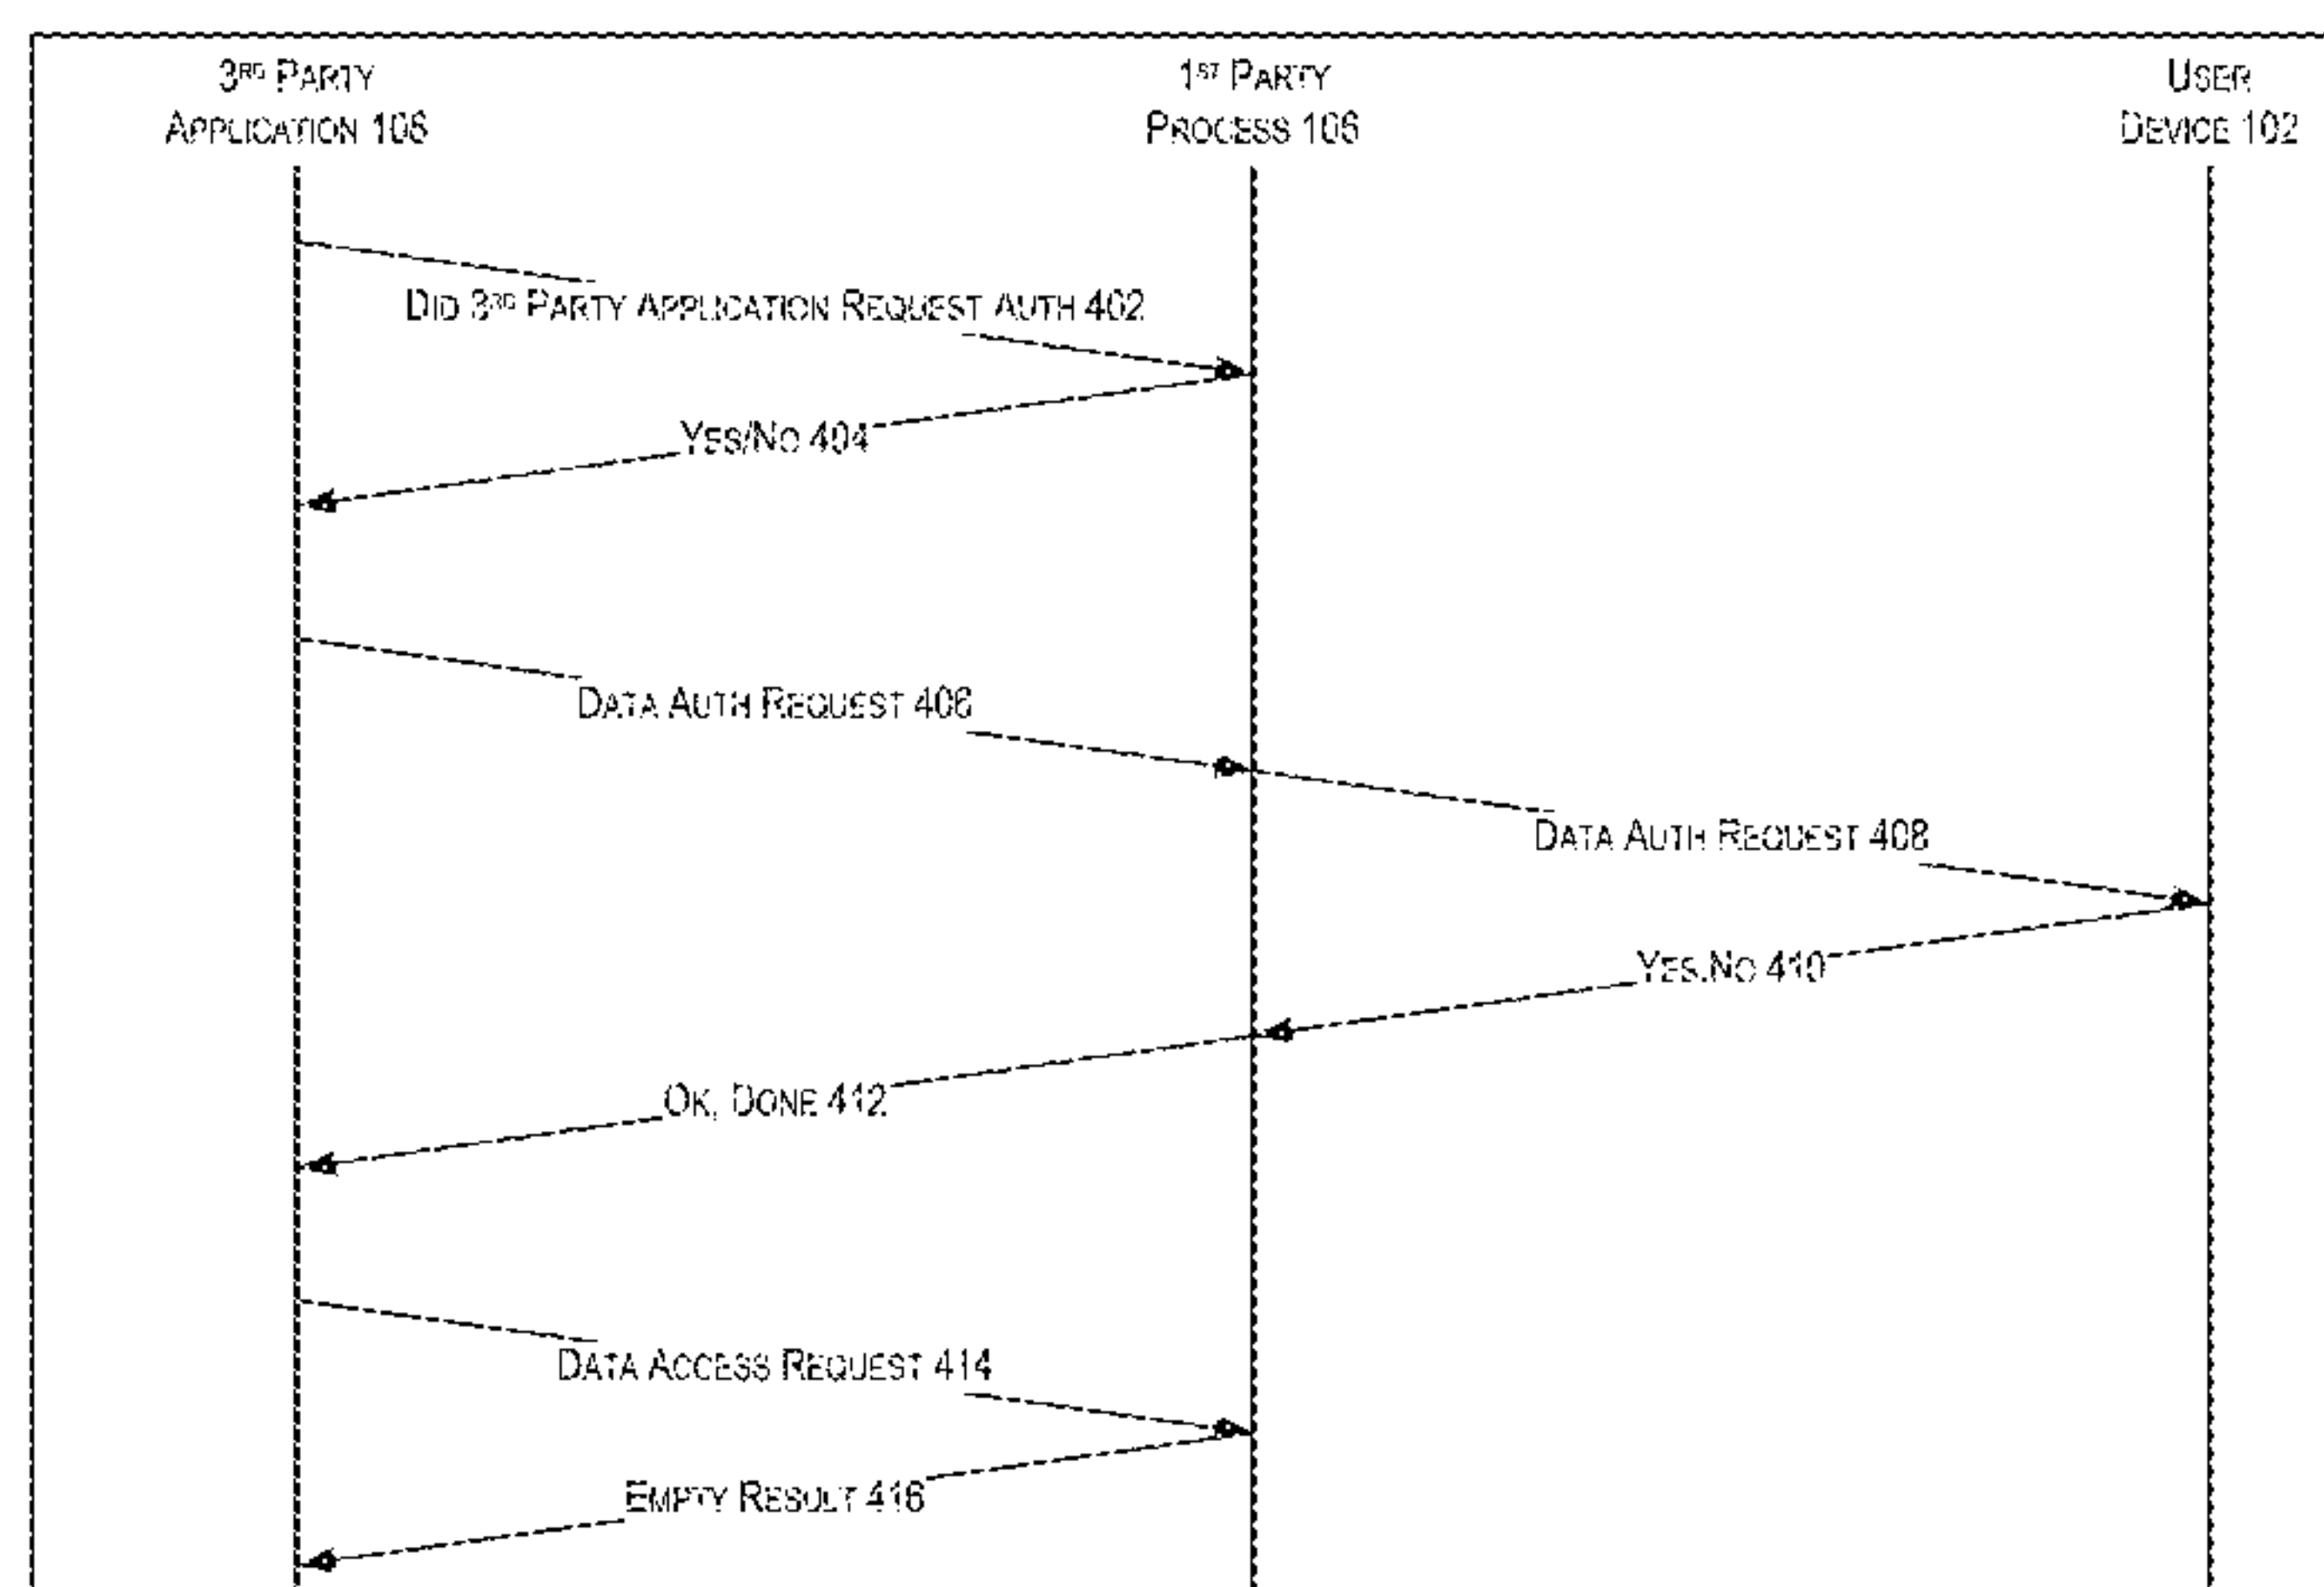 3RD PARTY
APPLICATION 108
1ST PARTY
PROCESS 106
USER
DEVICE 102
DID 3RD PARTY APPLICATION REQUEST AUTH 402
YES/NO 404
DATA AUTH REQUEST 406
DATA AUTH REQUEST 408
YES/NO 410
OK, DONE 412
DATA ACCESS REQUEST 414
EMPTY RESULT 416